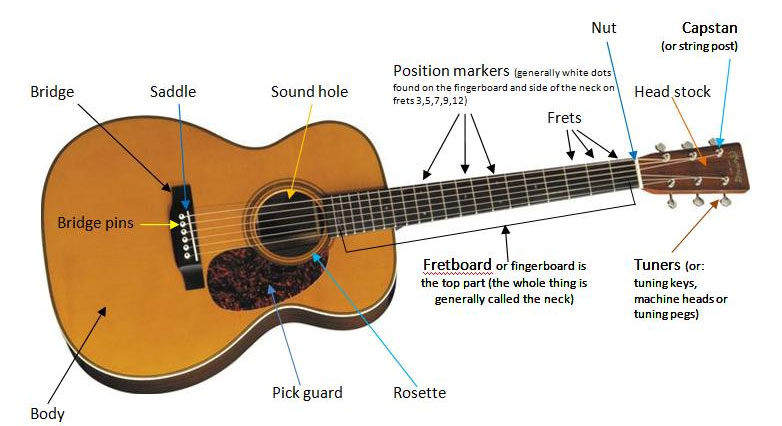 Nut
Capstan
(or string post)
Position markers (generally white dots
found on the fingerboard and side of the neck on
frets 3,5,7,9,12)
Bridge
Saddle
Sound hole
Head stock
Frets
Bridge pins
Fretboard or fingerboard is
the top part (the whole thing is
generally called the neck)
Tuners (or:
tuning keys,
machine heads or
tuning pegs)
Pick guard
Rosette
Body